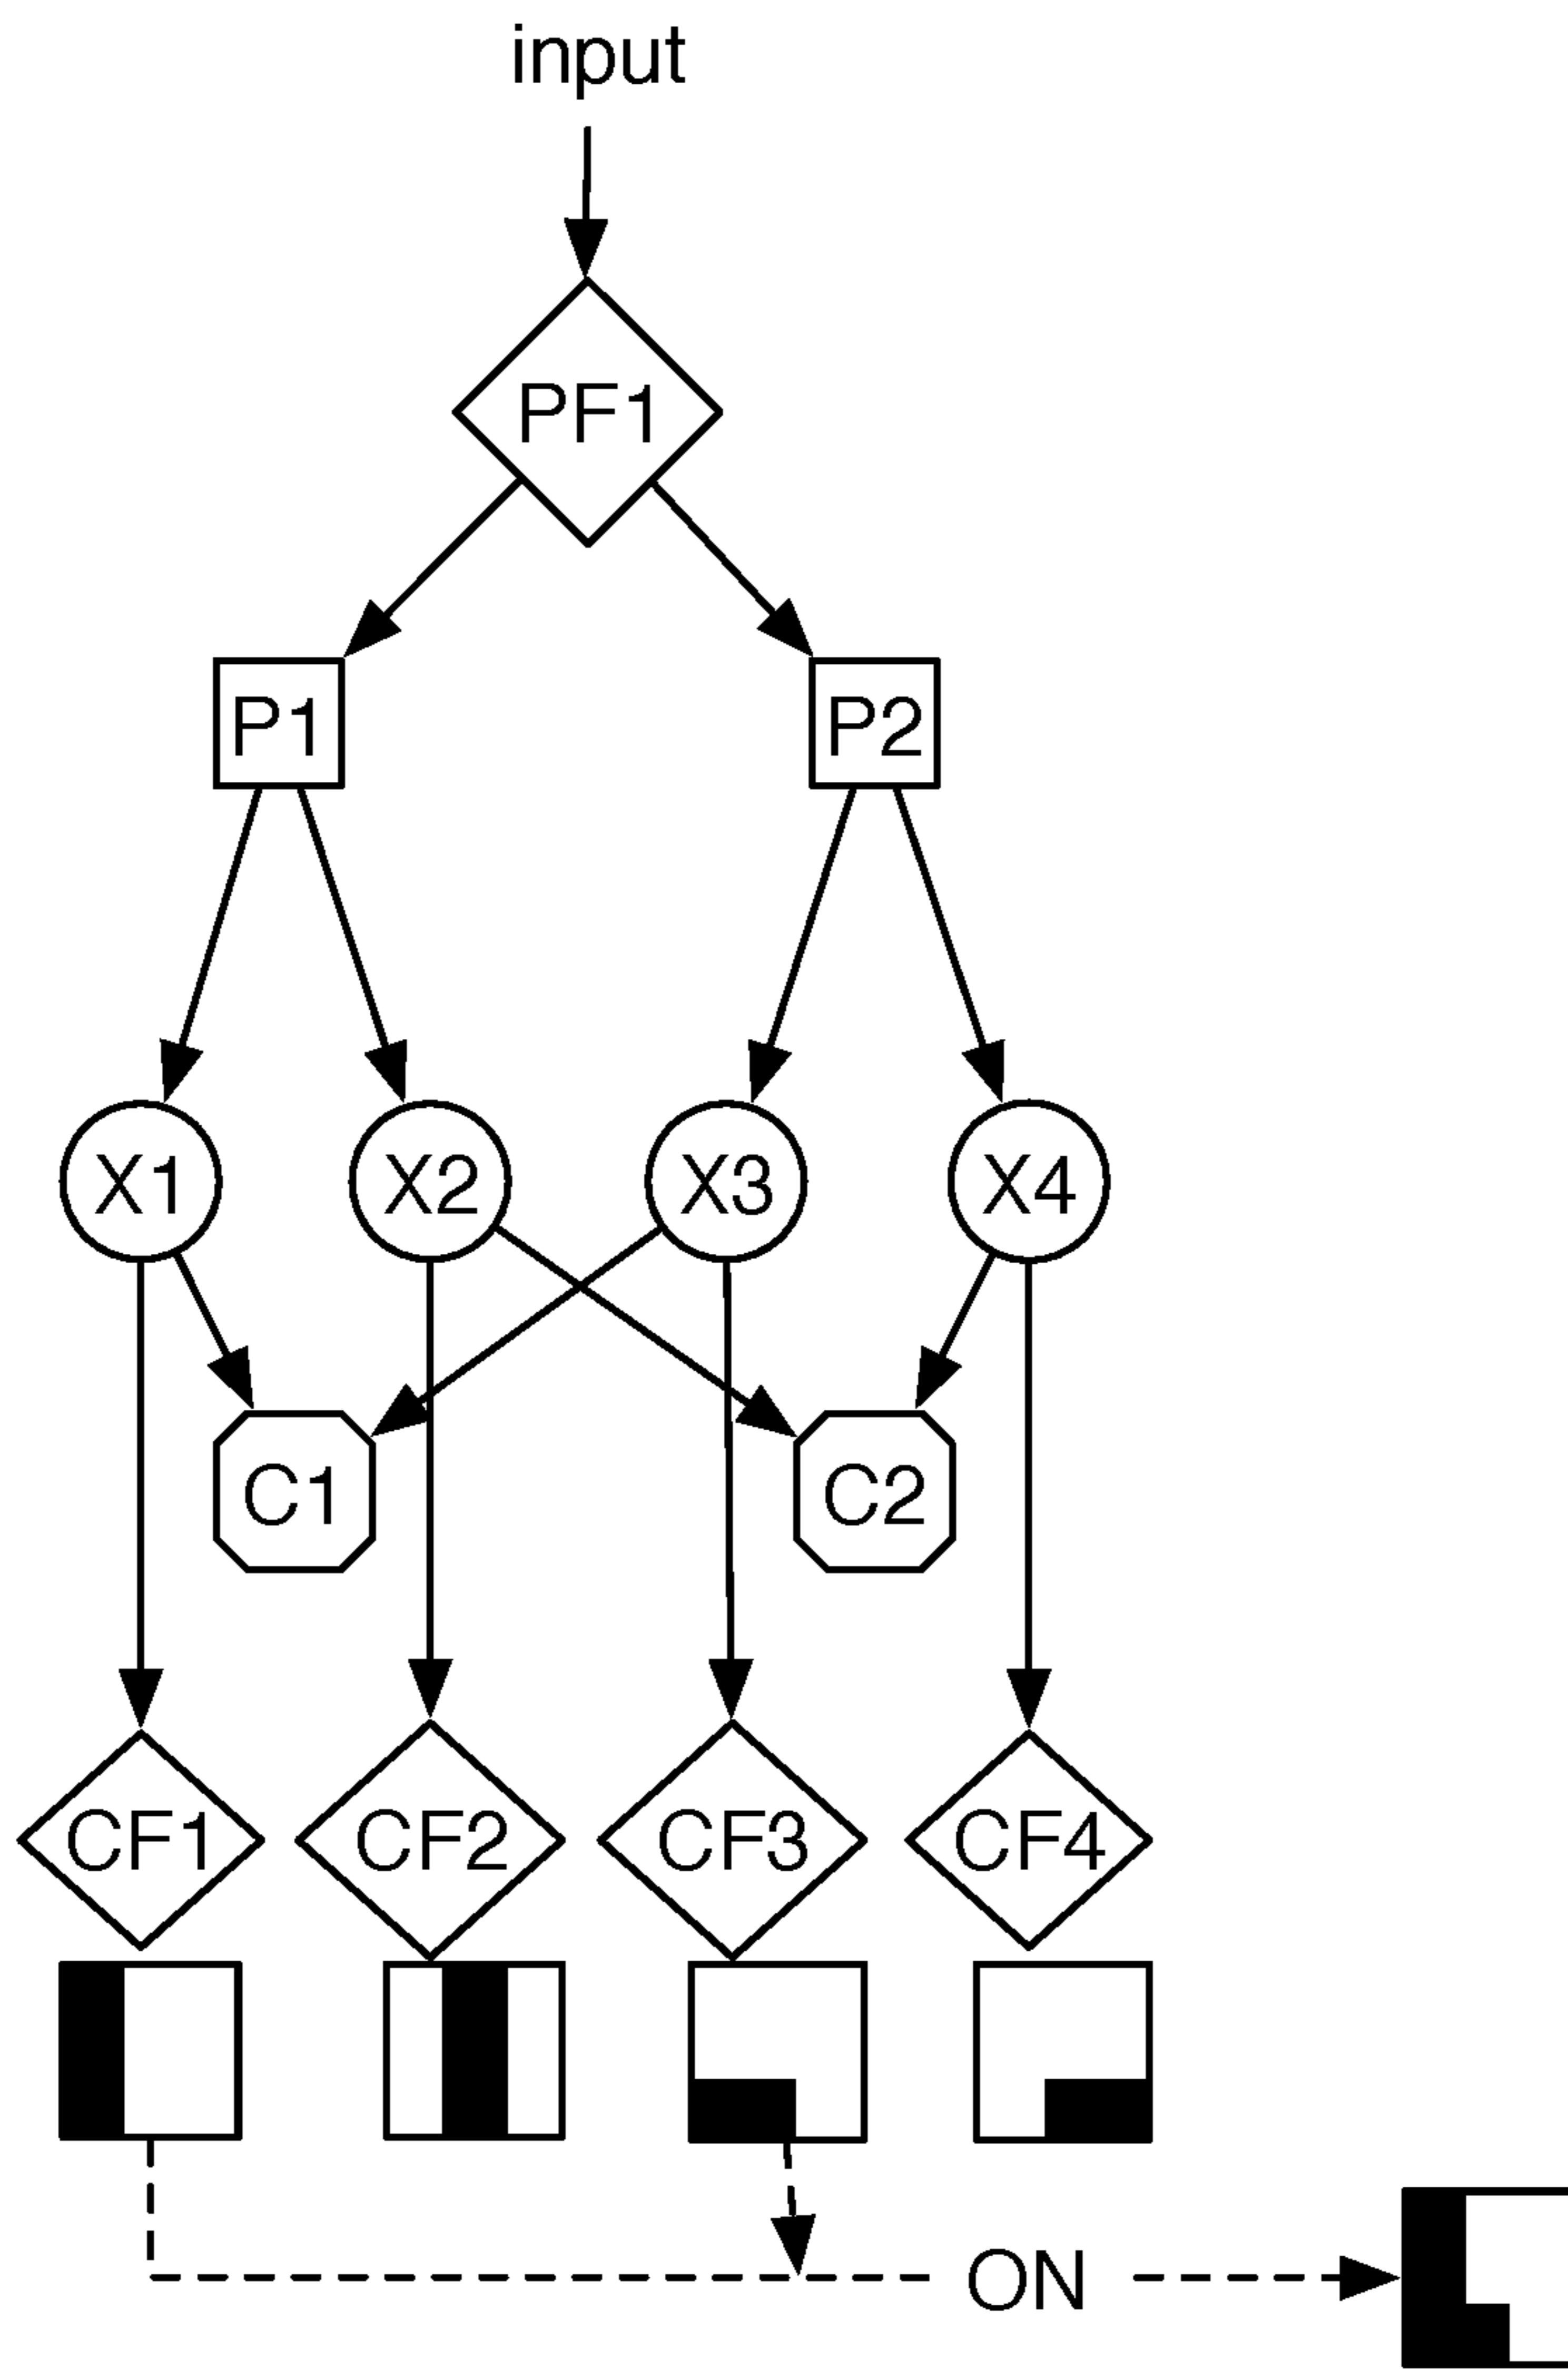 input
PF1
P1 P2
X1 X2 X3 X4
C1 C2
CF1 CF2 CF3 CF4
ON